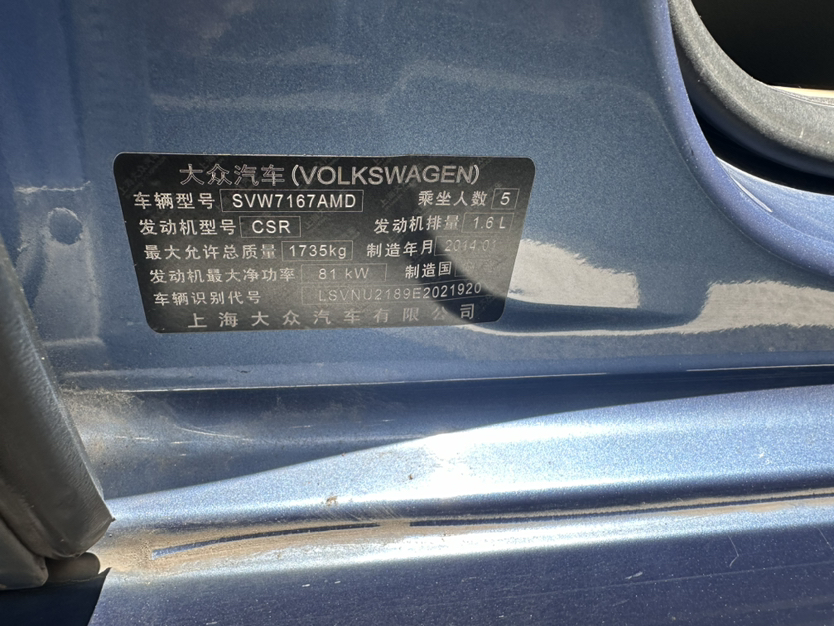 大众汽车(VOLKSWAGEN)
车辆型号 SVW7167AMD 乘坐人数 5
发动机型号 CSR 发动机排量 1.6 L
最大允许总质量 1735kg 制造年月 2014.01
发动机最大净功率 81 kW 制造国
车辆识别代号 LSVNU2189E2021920
上海大众汽车有限公司